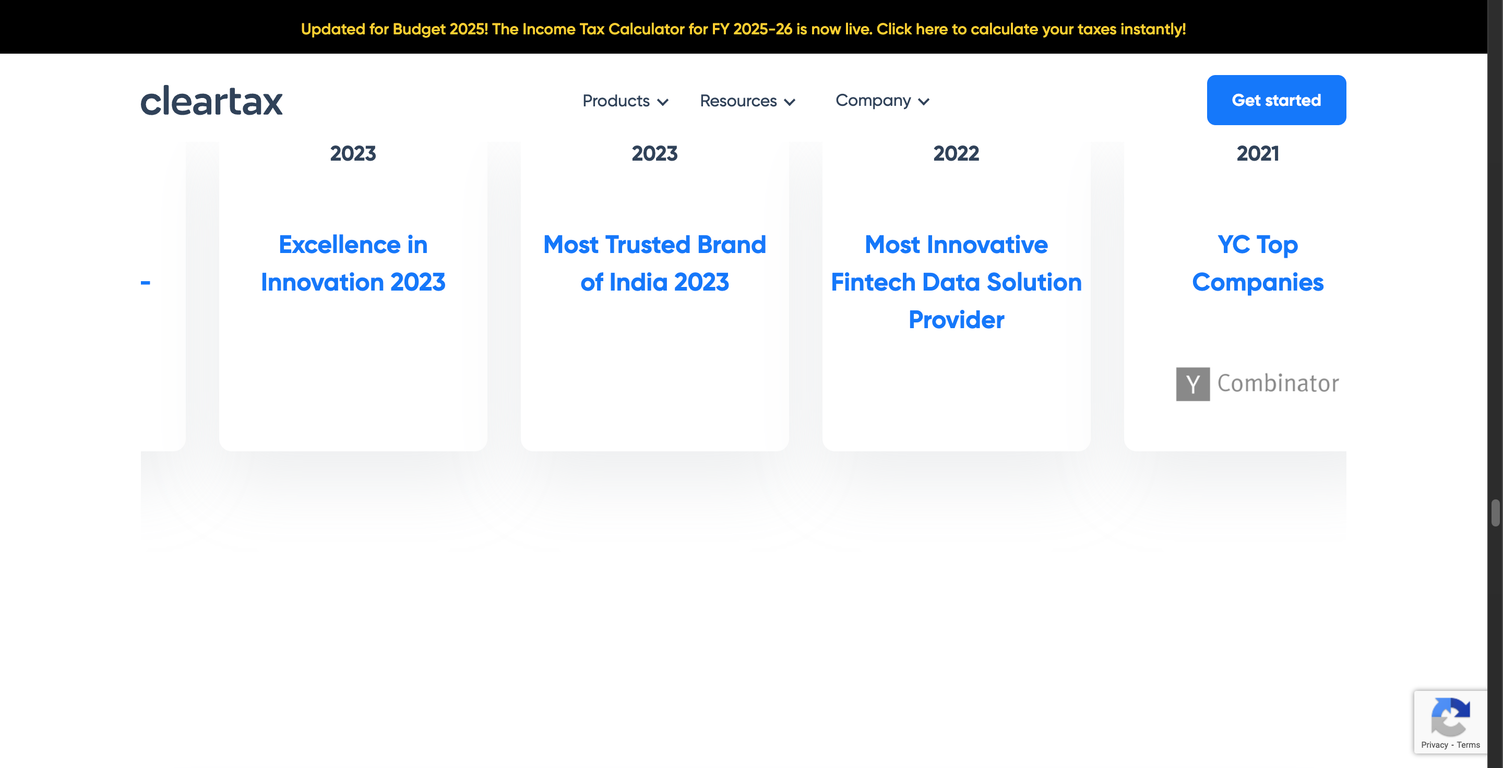 Updated for Budget 2025! The Income Tax Calculator for FY 2025-26 is now live. Click here to calculate your taxes instantly!
cleartax
Products
Resources
Company
Get started
2023
Excellence in
Innovation 2023
2023
Most Trusted Brand
of India 2023
2022
Most Innovative
Fintech Data Solution
Provider
2021
YC Top
Companies
Y Combinator
-
Privacy - Terms